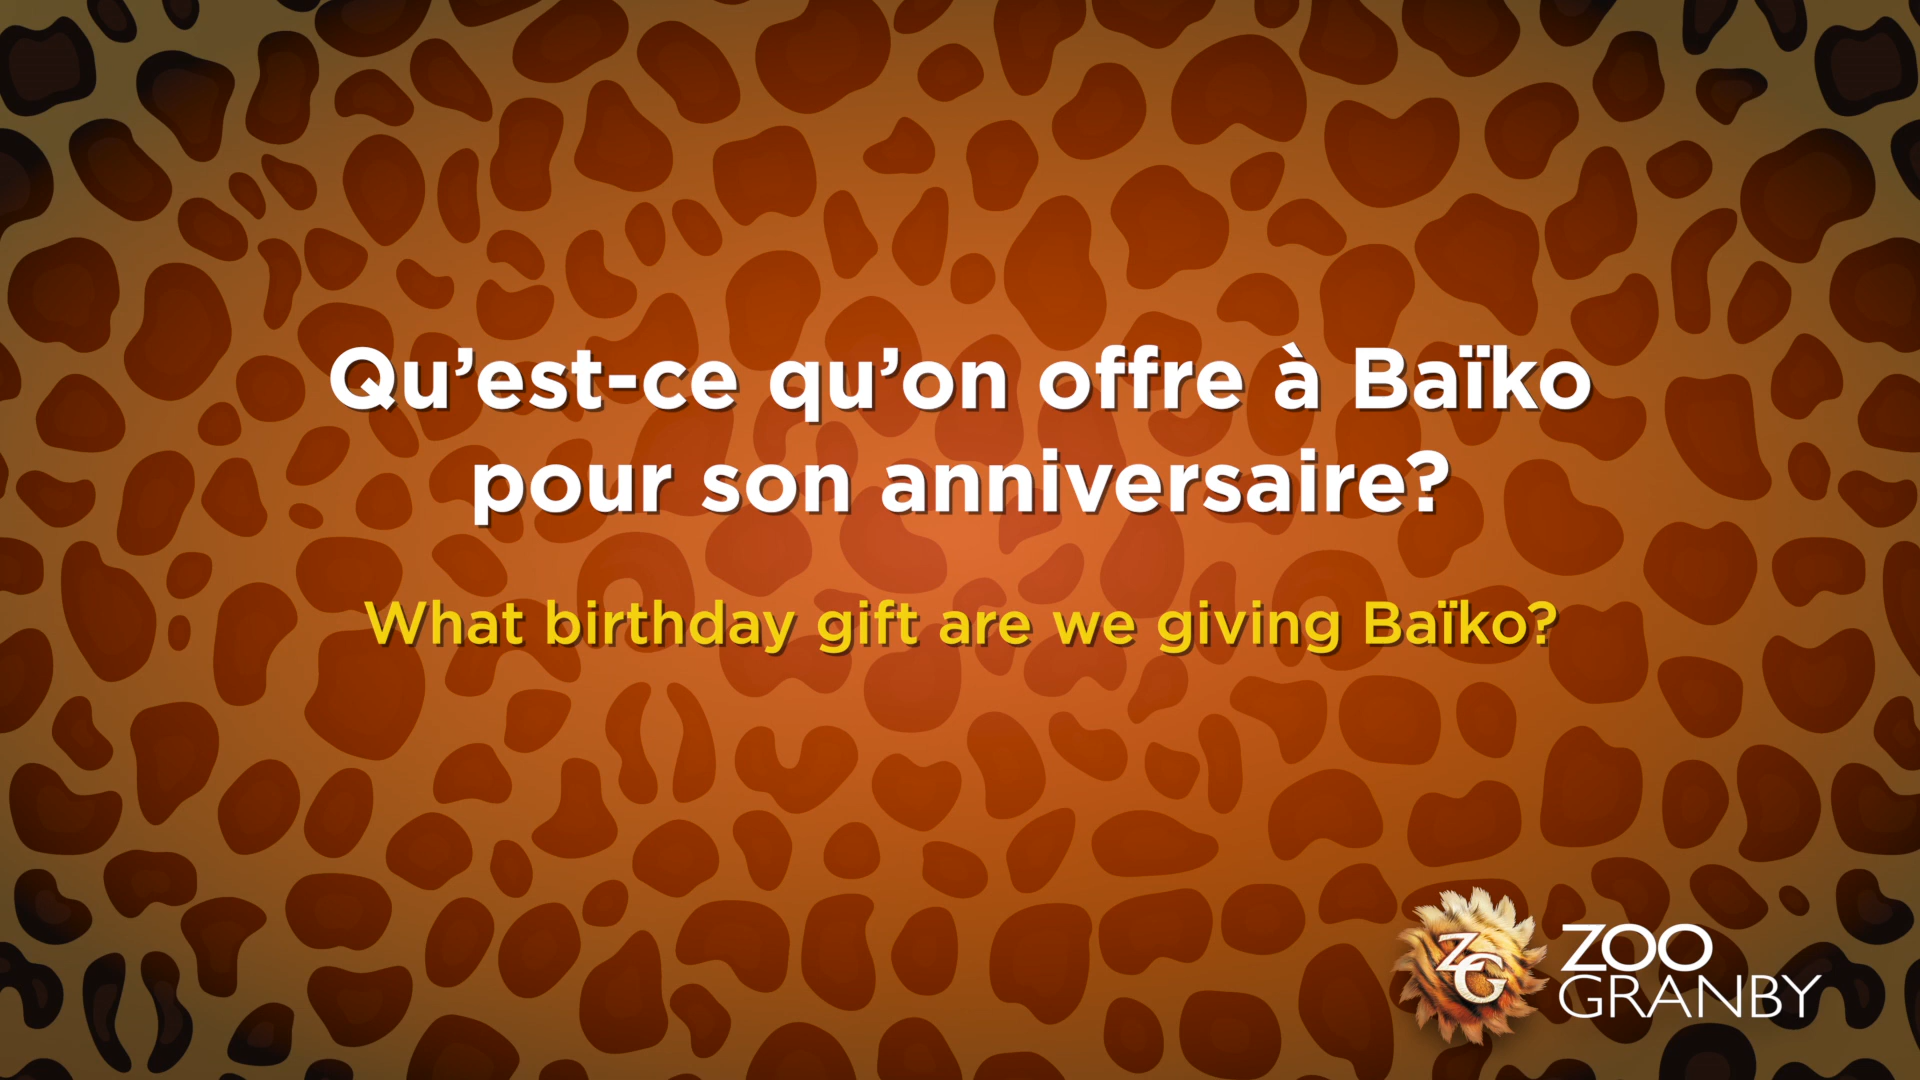 Qu’est-ce qu’on offre à Baïko
pour son anniversaire?
What birthday gift are we giving Baïko?
ZG
ZOO
GRANBY